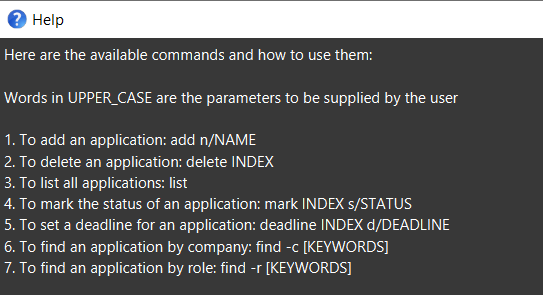 Help
Here are the available commands and how to use them:
Words in UPPER_CASE are the parameters to be supplied by the user
1. To add an application: add n/NAME
2. To delete an application: delete INDEX
3. To list all applications: list
4. To mark the status of an application: mark INDEX s/STATUS
5. To set a deadline for an application: deadline INDEX d/DEADLINE
6. To find an application by company: find -c [KEYWORDS]
7. To find an application by role: find -r [KEYWORDS]